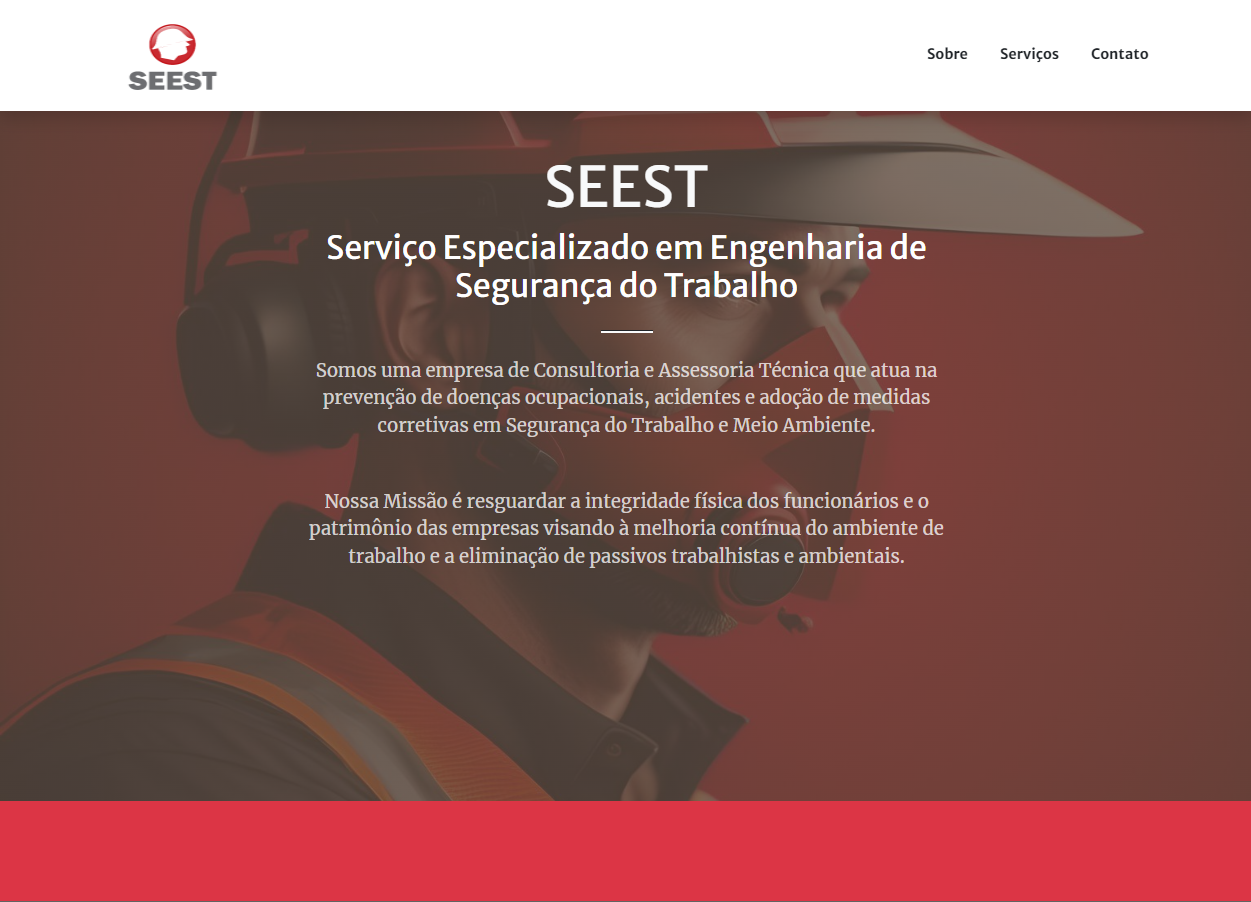 SEEST
Sobre
Serviços
Contato
SEEST
Serviço Especializado em Engenharia de
Segurança do Trabalho
Somos uma empresa de Consultoria e Assessoria Técnica que atua na
prevenção de doenças ocupacionais, acidentes e adoção de medidas
corretivas em Segurança do Trabalho e Meio Ambiente.
Nossa Missão é resguardar a integridade física dos funcionários e o
patrimônio das empresas visando à melhoria contínua do ambiente de
trabalho e a eliminação de passivos trabalhistas e ambientais.